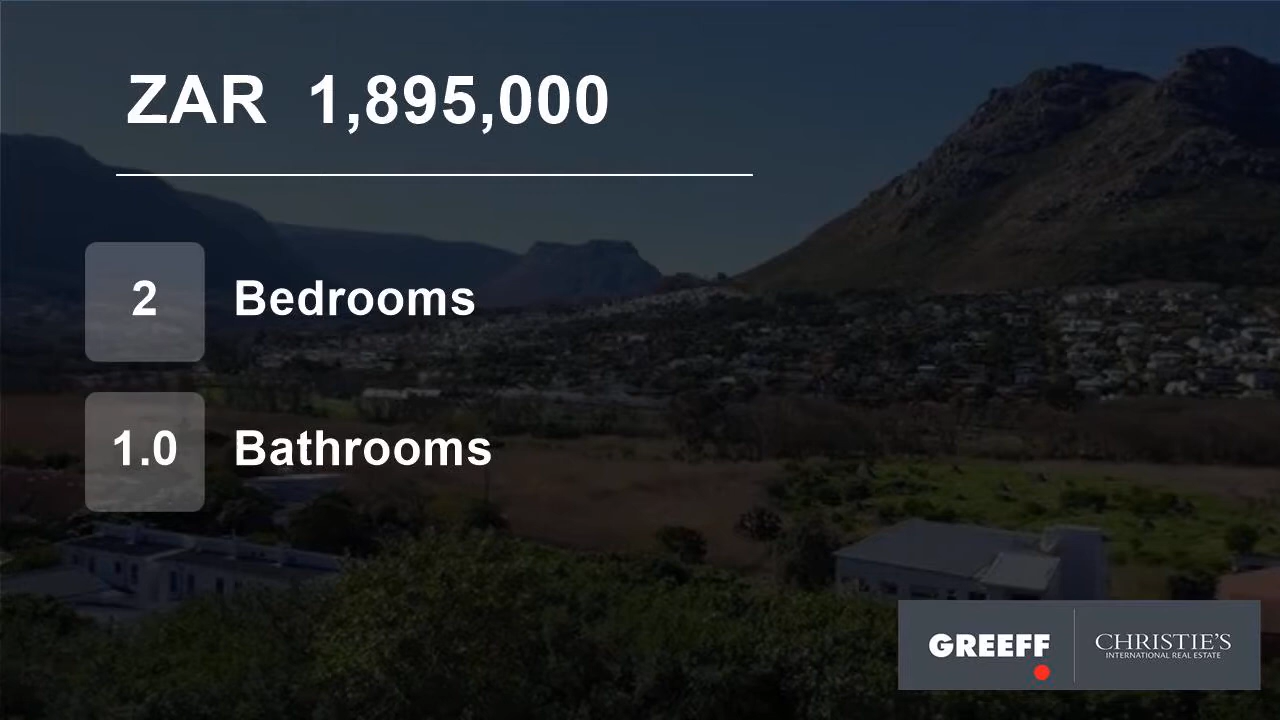 ZAR 1,895,000
2 Bedrooms
1.0 Bathrooms
GREEFF CHRISTIE'S
INTERNATIONAL REAL ESTATE